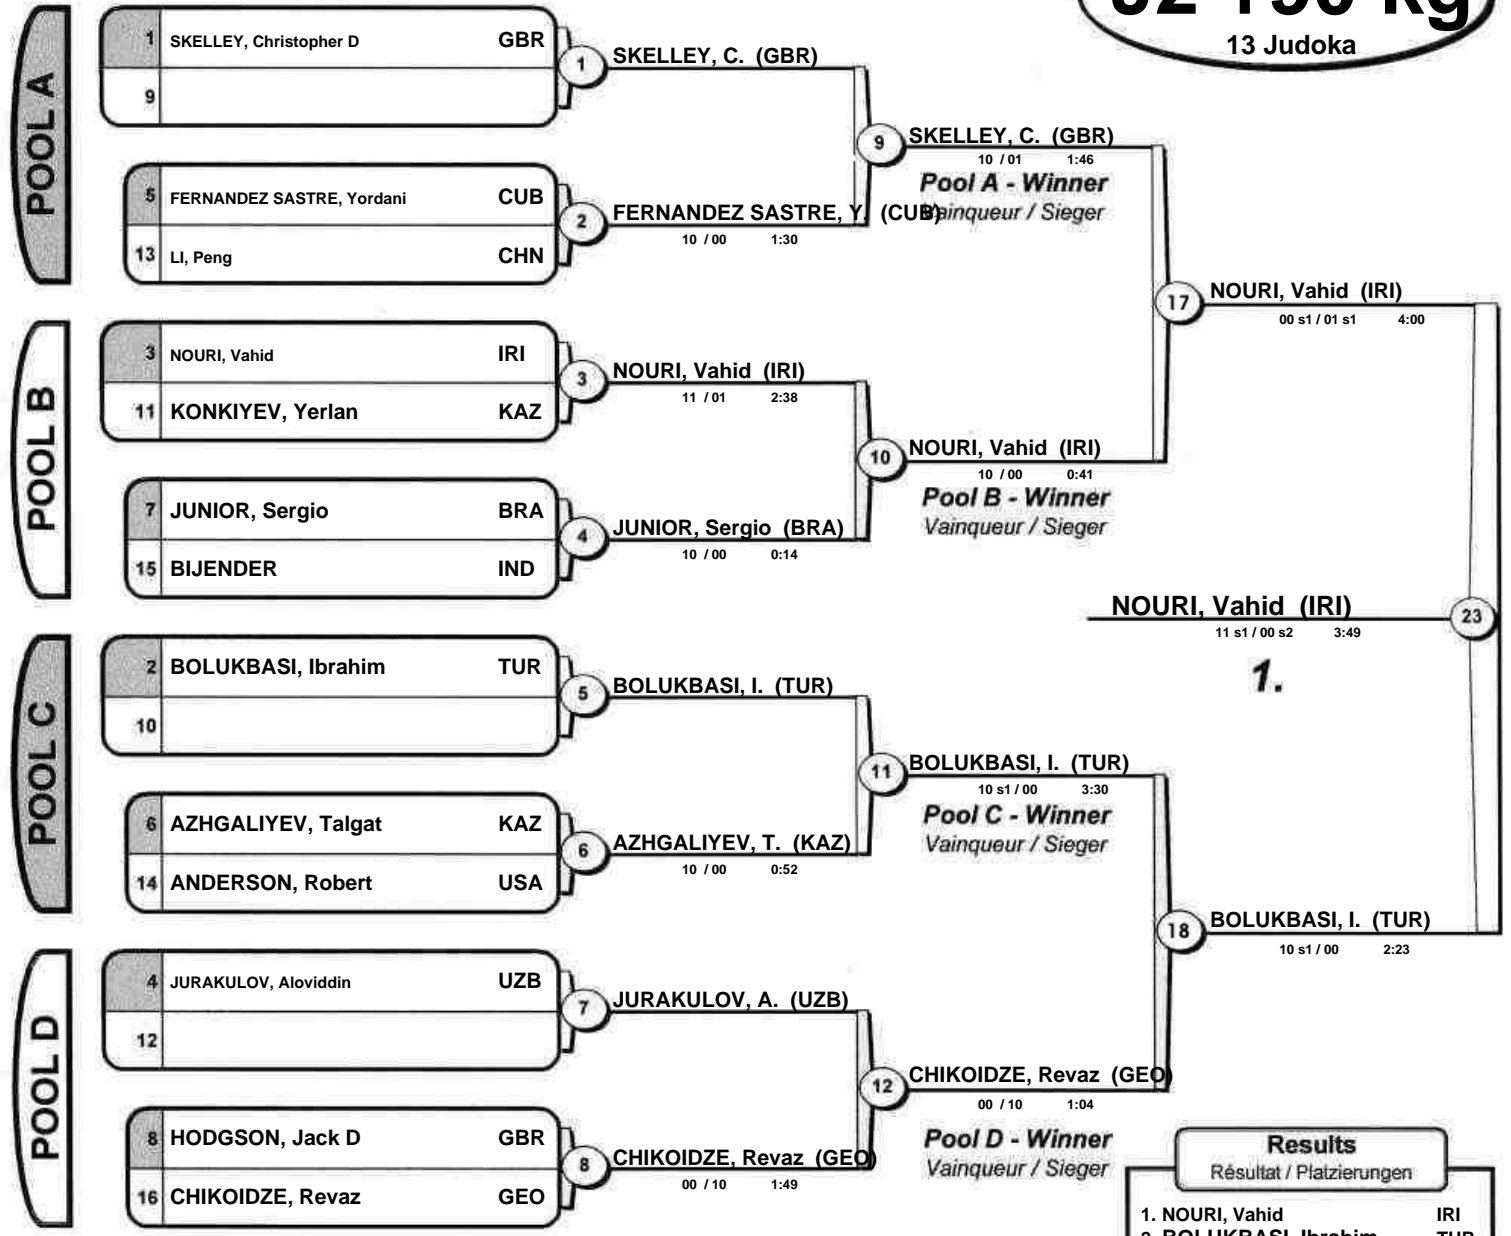 13 Judoka
POOL A
1 SKELLEY, Christopher D GBR
9
1 SKELLEY, C. (GBR)
5 FERNANDEZ SASTRE, Yordani CUB
13 LI, Peng CHN
2 FERNANDEZ SASTRE, Y. (CUB)
10 / 00 1:30
9 SKELLEY, C. (GBR)
10 / 01 1:46
Pool A - Winner
Vainqueur / Sieger
POOL B
3 NOURI, Vahid IRI
11 KONKIYEV, Yerlan KAZ
3 NOURI, Vahid (IRI)
11 / 01 2:38
7 JUNIOR, Sergio BRA
15 BIJENDER IND
4 JUNIOR, Sergio (BRA)
10 / 00 0:14
10 NOURI, Vahid (IRI)
10 / 00 0:41
Pool B - Winner
Vainqueur / Sieger
17 NOURI, Vahid (IRI)
00 s1 / 01 s1 4:00
POOL C
2 BOLUKBASI, Ibrahim TUR
10
5 BOLUKBASI, I. (TUR)
6 AZHGALIYEV, Talgat KAZ
14 ANDERSON, Robert USA
6 AZHGALIYEV, T. (KAZ)
10 / 00 0:52
11 BOLUKBASI, I. (TUR)
10 s1 / 00 3:30
Pool C - Winner
Vainqueur / Sieger
POOL D
4 JURAKULOV, Aloviddin UZB
12
7 JURAKULOV, A. (UZB)
8 HODGSON, Jack D GBR
16 CHIKOIDZE, Revaz GEO
8 CHIKOIDZE, Revaz (GEO)
00 / 10 1:49
12 CHIKOIDZE, Revaz (GEO)
00 / 10 1:04
Pool D - Winner
Vainqueur / Sieger
18 BOLUKBASI, I. (TUR)
10 s1 / 00 2:23
NOURI, Vahid (IRI) 23
11 s1 / 00 s2 3:49
1.
Results
Résultat / Platzierungen
1. NOURI, Vahid IRI
2. BOLUKBASI, Ibrahim TUR